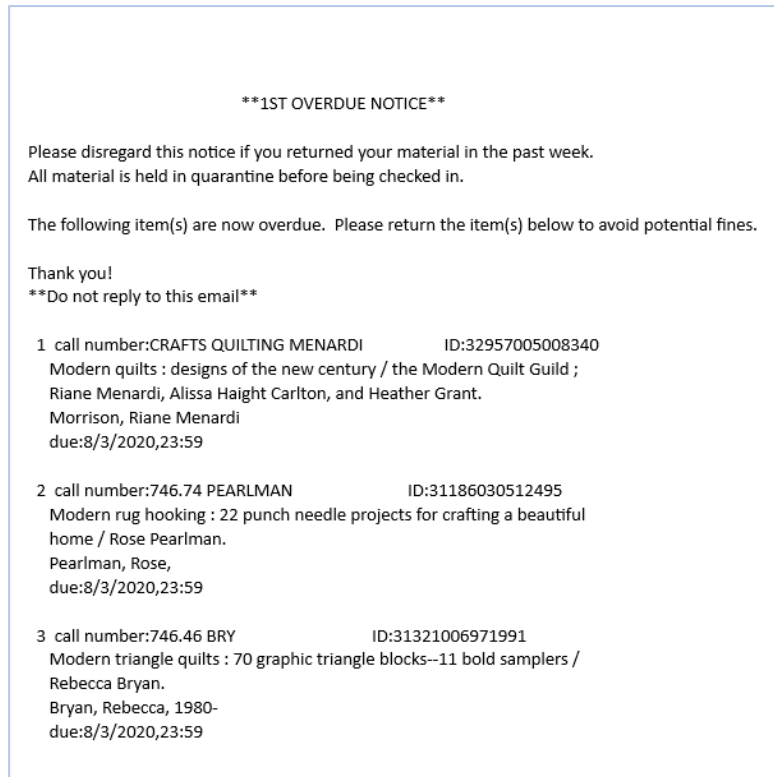 **1ST OVERDUE NOTICE**
Please disregard this notice if you returned your material in the past week.
All material is held in quarantine before being checked in.
The following item(s) are now overdue.  Please return the item(s) below to avoid potential fines.
Thank you!
**Do not reply to this email**
1  call number:CRAFTS QUILTING MENARDI ID:32957005008340
Modern quilts : designs of the new century / the Modern Quilt Guild ;
Riane Menardi, Alissa Haight Carlton, and Heather Grant.
Morrison, Riane Menardi
due:8/3/2020,23:59
2  call number:746.74 PEARLMAN ID:31186030512495
Modern rug hooking : 22 punch needle projects for crafting a beautiful
home / Rose Pearlman.
Pearlman, Rose,
due:8/3/2020,23:59
3  call number:746.46 BRY ID:31321006971991
Modern triangle quilts : 70 graphic triangle blocks--11 bold samplers /
Rebecca Bryan.
Bryan, Rebecca, 1980-
due:8/3/2020,23:59